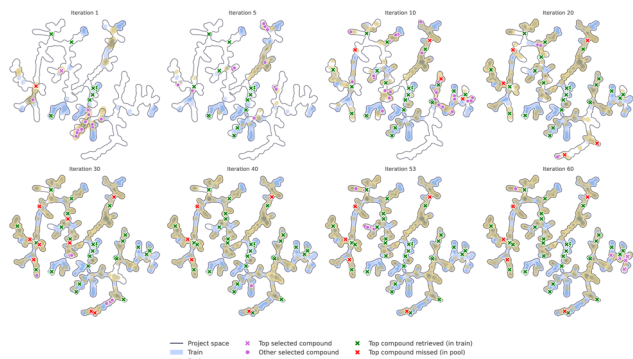 Iteration 1
Iteration 5
Iteration 10
Iteration 20
Iteration 30
Iteration 40
Iteration 53
Iteration 60
Project space
Top selected compound
Top compound retrieved (in train)
Train
Other selected compound
Top compound missed (in pool)